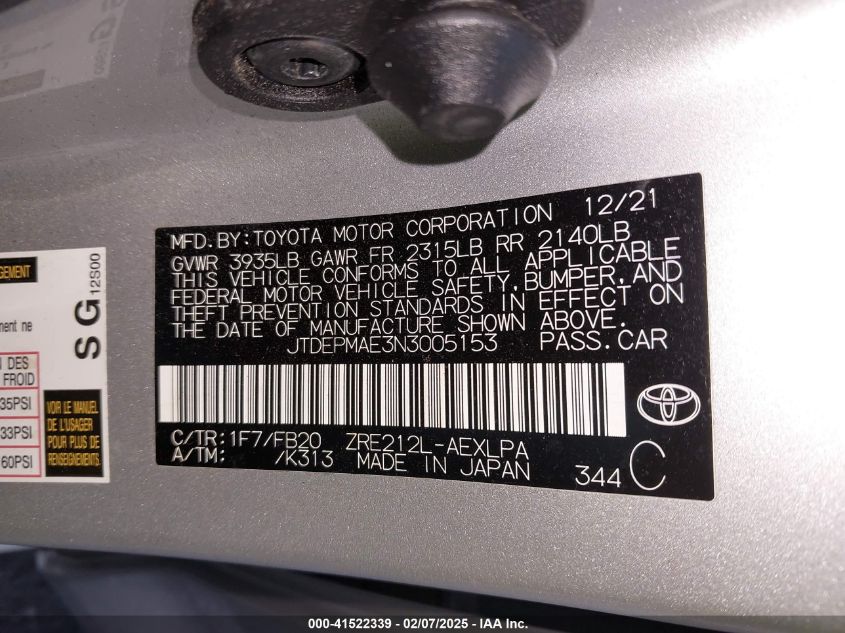 MFD. BY: TOYOTA MOTOR CORPORATION 12/21
GVWR 3935LB GAWR FR 2315LB RR 2140LB
THIS VEHICLE CONFORMS TO ALL APPLICABLE
FEDERAL MOTOR VEHICLE SAFETY, BUMPER, AND
THEFT PREVENTION STANDARDS IN EFFECT ON
THE DATE OF MANUFACTURE SHOWN ABOVE.
JTDEPMAE3N3005153 PASS.CAR
TOYOTA
C/TR: 1F7/FB20 ZRE212L-AEXLPA
A/TM: /K313 MADE IN JAPAN 344 C
SG 12S00
DES
FROID
35PSI
33PSI
60PSI
VOIR LE MANUEL
DE L'USAGER
POUR PLUS DE
RENSEIGNEMENTS
000-41522339 - 02/07/2025 - IAA Inc.